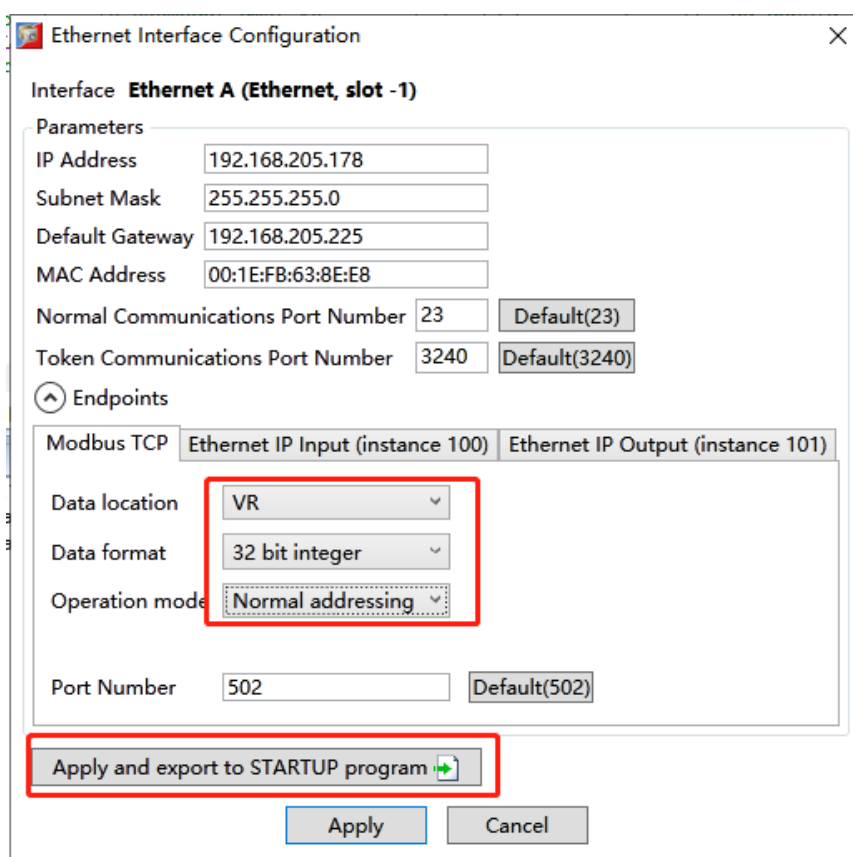 Ethernet Interface Configuration
Interface Ethernet A (Ethernet, slot -1)
Parameters
IP Address 192.168.205.178
Subnet Mask 255.255.255.0
Default Gateway 192.168.205.225
MAC Address 00:1E:FB:63:8E:E8
Normal Communications Port Number 23 Default(23)
Token Communications Port Number 3240 Default(3240)
Endpoints
Modbus TCP Ethernet IP Input (instance 100) Ethernet IP Output (instance 101)
Data location VR
Data format 32 bit integer
Operation mode Normal addressing
Port Number 502 Default(502)
Apply and export to STARTUP program
Apply Cancel